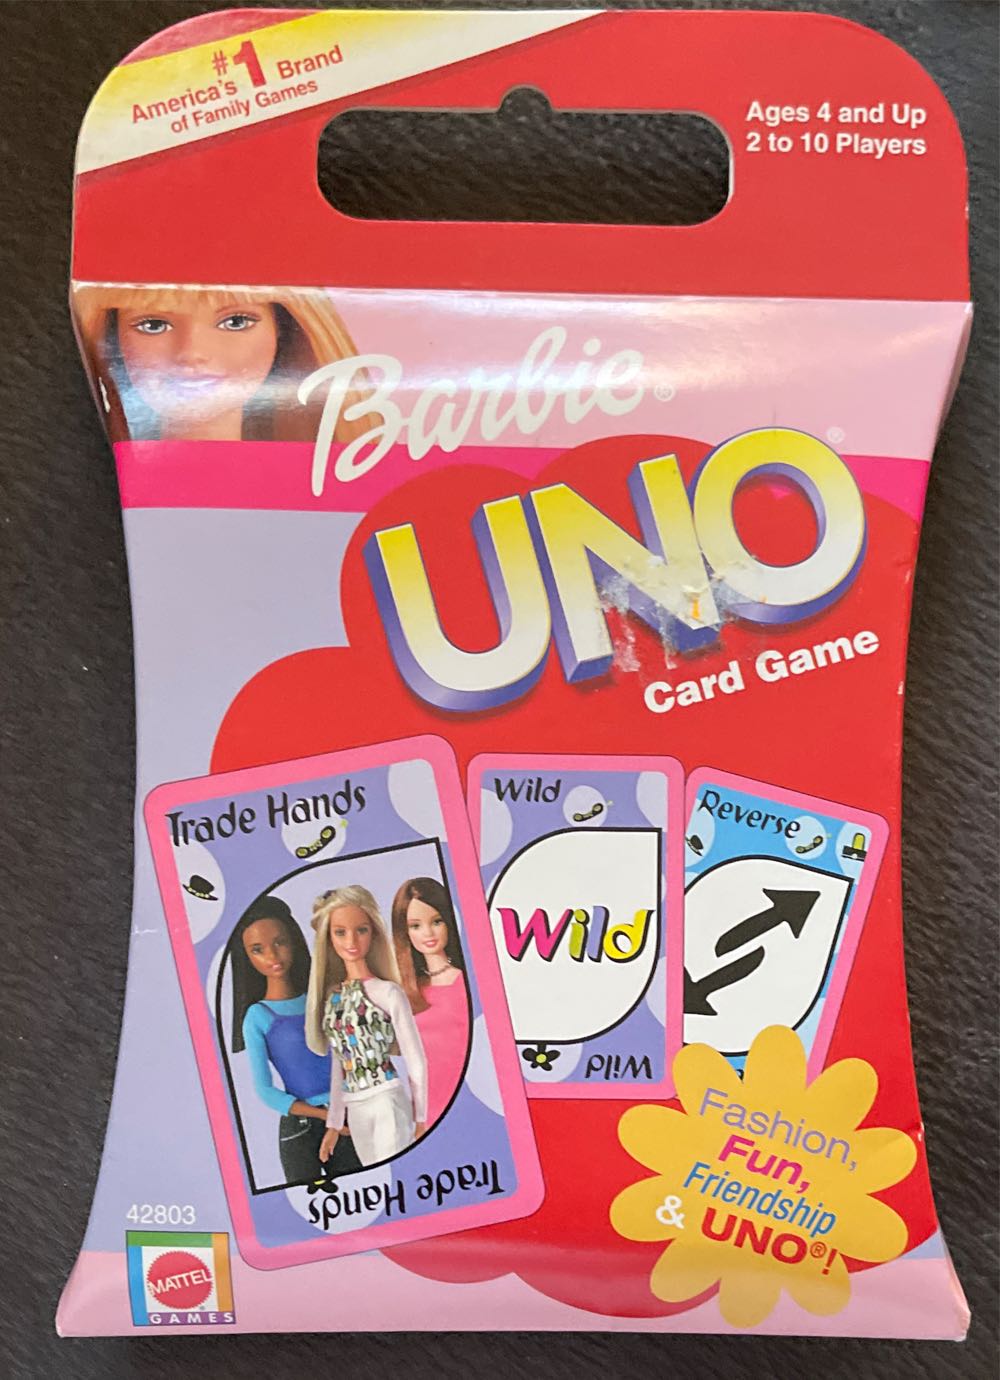 #1 Brand
America's
of Family Games
Ages 4 and Up
2 to 10 Players
Barbie®
UNO®
Card Game
Trade Hands
Trade Hands
Wild
Wild
Wild
Reverse
Fashion,
Fun,
Friendship
& UNO®!
42803
MATTEL®
GAMES